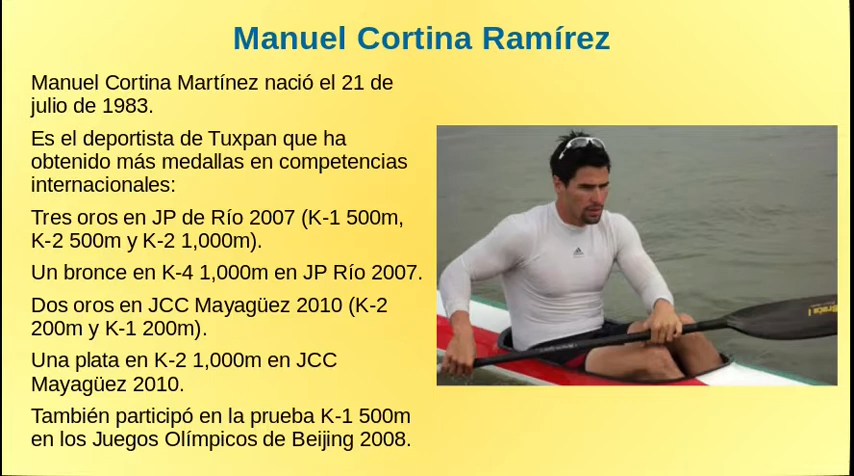 Manuel Cortina Ramírez
Manuel Cortina Martínez nació el 21 de
julio de 1983.
Es el deportista de Tuxpan que ha
obtenido más medallas en competencias
internacionales:
Tres oros en JP de Río 2007 (K-1 500m,
K-2 500m y K-2 1,000m).
Un bronce en K-4 1,000m en JP Río 2007.
Dos oros en JCC Mayagüez 2010 (K-2
200m y K-1 200m).
Una plata en K-2 1,000m en JCC
Mayagüez 2010.
También participó en la prueba K-1 500m
en los Juegos Olímpicos de Beijing 2008.